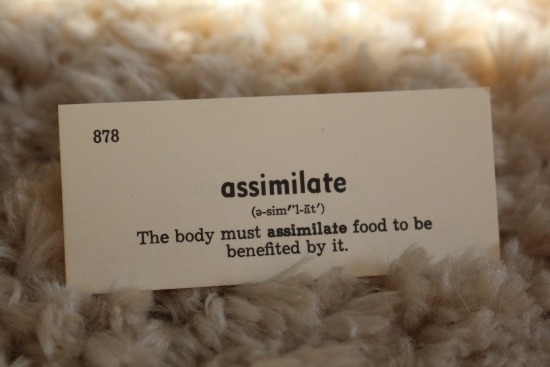 878
assimilate
(ə-sim′'l-āt′)
The body must assimilate food to be
benefited by it.